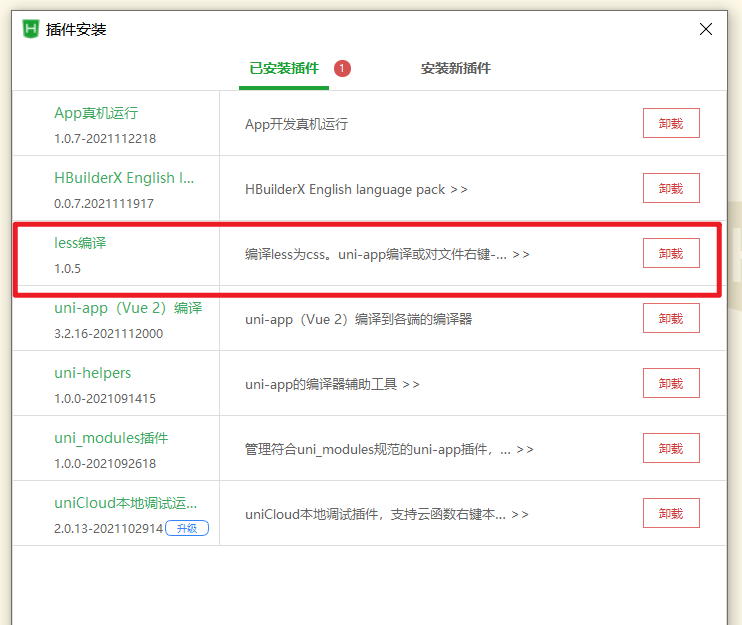 插件安装
已安装插件 1 安装新插件
App真机运行
1.0.7-2021112218
App开发真机运行
卸载
HBuilderX English l...
0.0.7.2021111917
HBuilderX English language pack >>
卸载
less编译
1.0.5
编译less为css。uni-app编译或对文件右键-... >>
卸载
uni-app（Vue 2）编译
3.2.16-2021112000
uni-app（Vue 2）编译到各端的编译器
卸载
uni-helpers
1.0.0-2021091415
uni-app的编译器辅助工具 >>
卸载
uni_modules插件
1.0.0-2021092618
管理符合uni_modules规范的uni-app插件，... >>
卸载
uniCloud本地调试运...
2.0.13-2021102914 升级
uniCloud本地调试插件，支持云函数右键本... >>
卸载